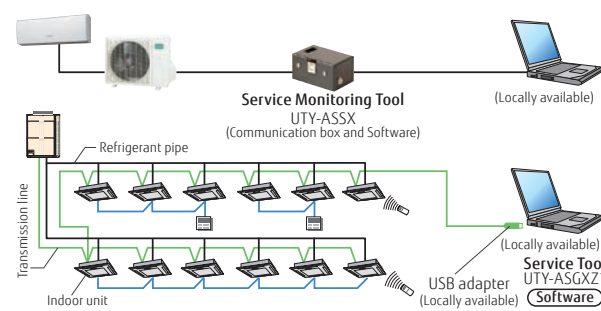 (Locally available)
Service Monitoring Tool
UTY-ASSX
(Communication box and Software)
Refrigerant pipe
Transmission line
Indoor unit
(Locally available)
USB adapter
(Locally available)
Service Too
UTY-ASGXZ
Software